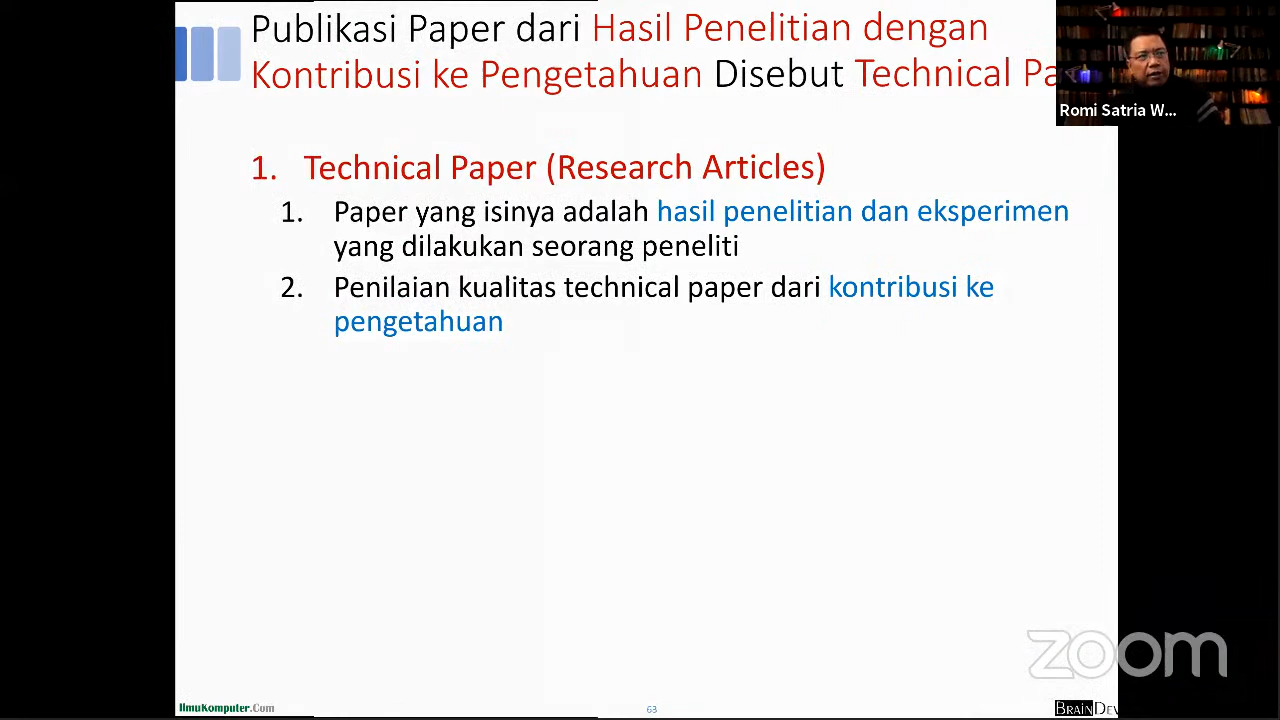 Publikasi Paper dari Hasil Penelitian dengan
Kontribusi ke Pengetahuan Disebut Technical Pa
Romi Satria W...
1. Technical Paper (Research Articles)
1. Paper yang isinya adalah hasil penelitian dan eksperimen
yang dilakukan seorang peneliti
2. Penilaian kualitas technical paper dari kontribusi ke
pengetahuan
zoom
IlmuKomputer.Com
63
BRAINDEV